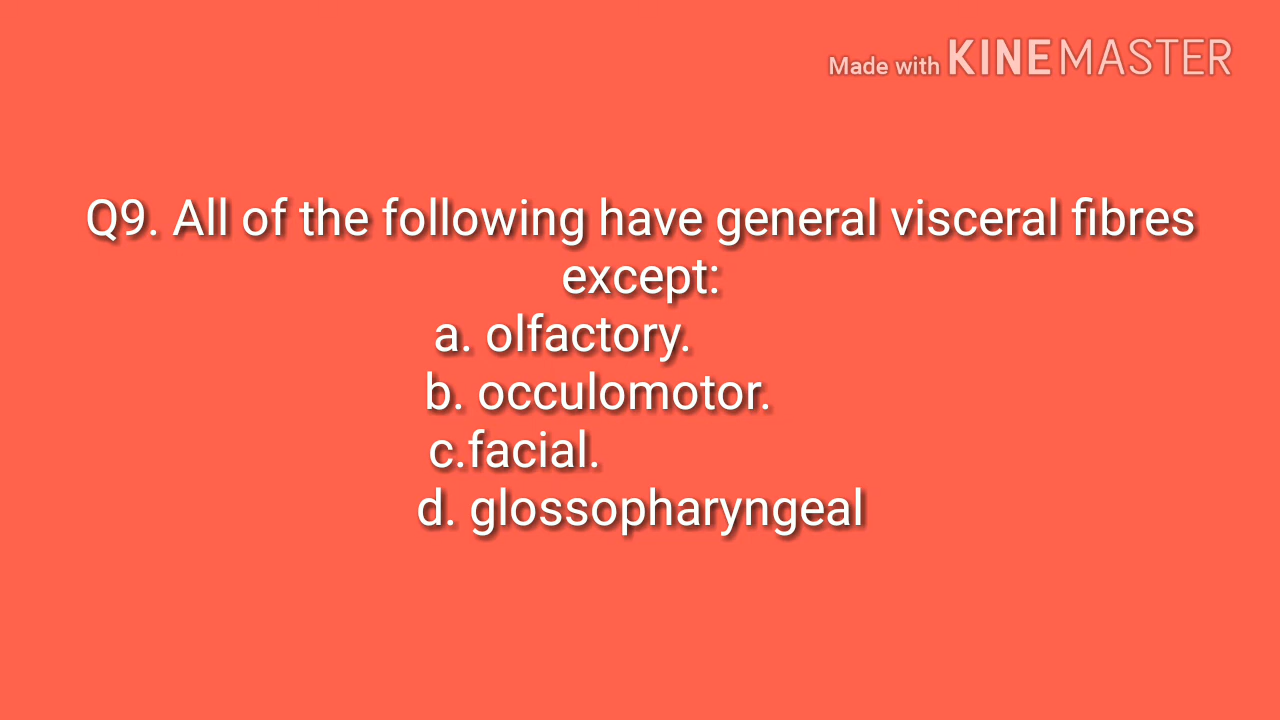 Made with KINEMASTER
Q9. All of the following have general visceral fibres
except:
a. olfactory.
b. occulomotor.
c.facial.
d. glossopharyngeal